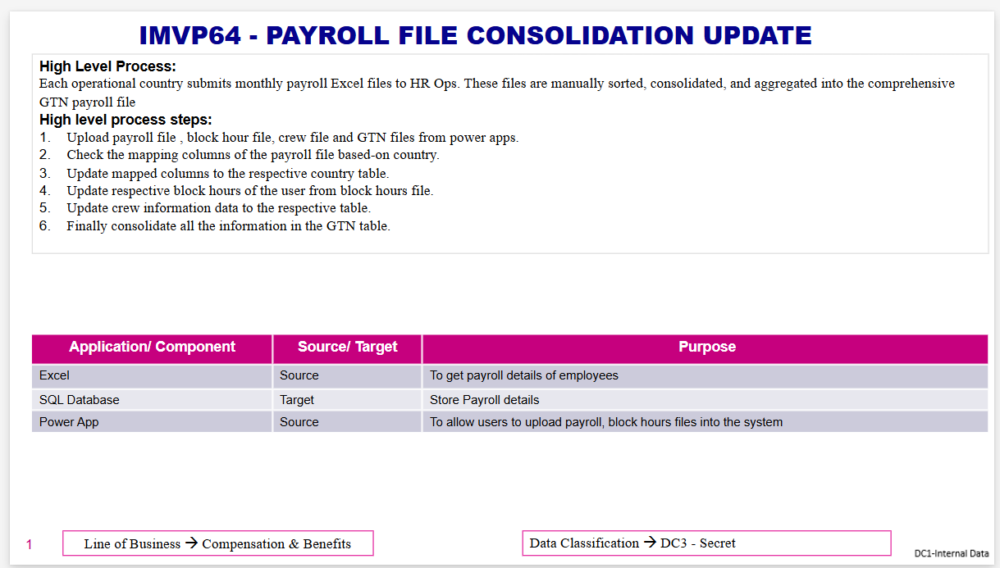 IMVP64 - PAYROLL FILE CONSOLIDATION UPDATE
High Level Process:
Each operational country submits monthly payroll Excel files to HR Ops. These files are manually sorted, consolidated, and aggregated into the comprehensive
GTN payroll file
High level process steps:
1. Upload payroll file , block hour file, crew file and GTN files from power apps.
2. Check the mapping columns of the payroll file based-on country.
3. Update mapped columns to the respective country table.
4. Update respective block hours of the user from block hours file.
5. Update crew information data to the respective table.
6. Finally consolidate all the information in the GTN table.
Application/ Component Source/ Target Purpose
Excel Source To get payroll details of employees
SQL Database Target Store Payroll details
Power App Source To allow users to upload payroll, block hours files into the system
1 Line of Business → Compensation & Benefits Data Classification → DC3 - Secret
DC1-Internal Data